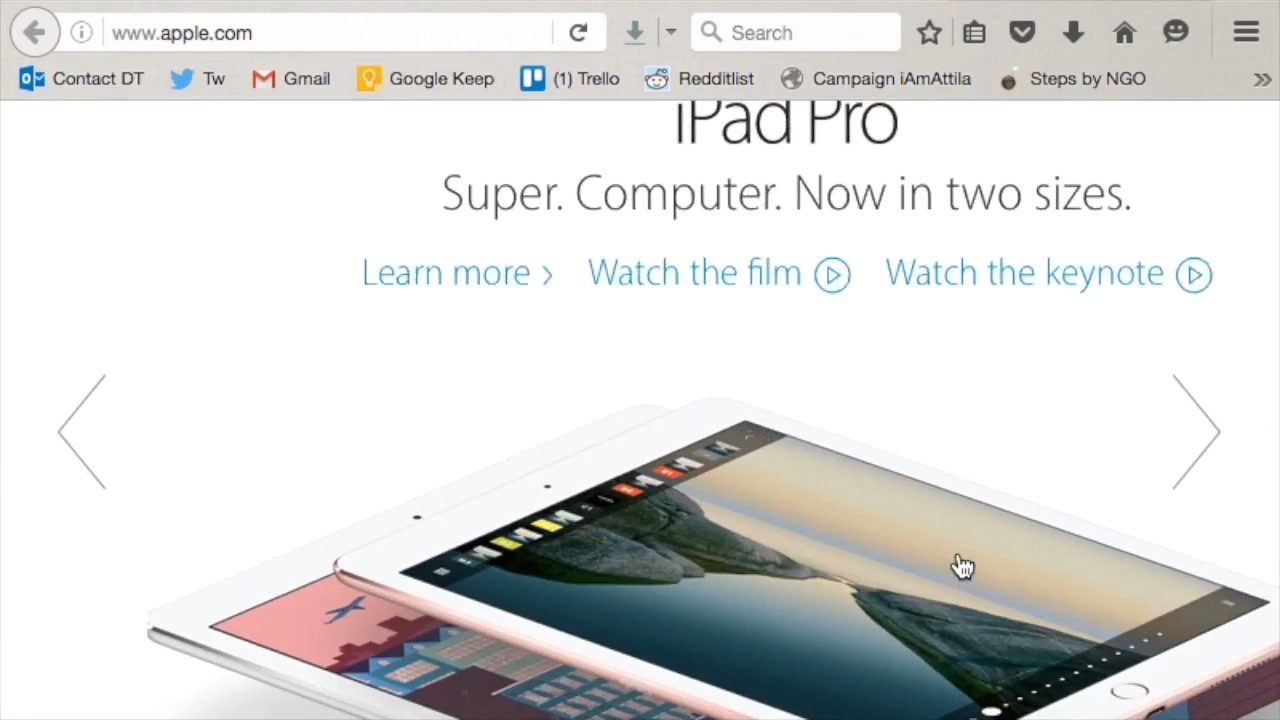 www.apple.com
Search
Contact DT
Tw
Gmail
Google Keep
(1) Trello
Redditlist
Campaign iAmAttila
Steps by NGO
iPad Pro
Super. Computer. Now in two sizes.
Learn more
Watch the film
Watch the keynote